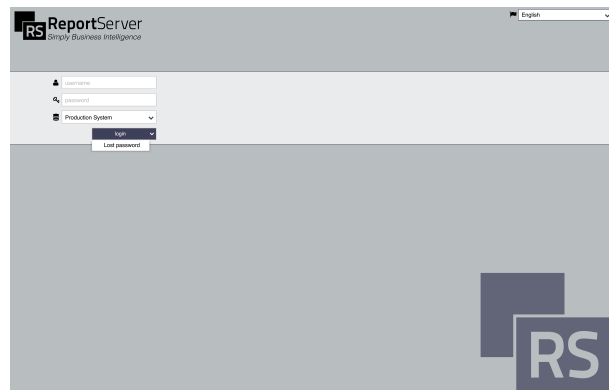 RS ReportServer
Simply Business Intelligence
English
username
password
Production System
login
Lost password
RS